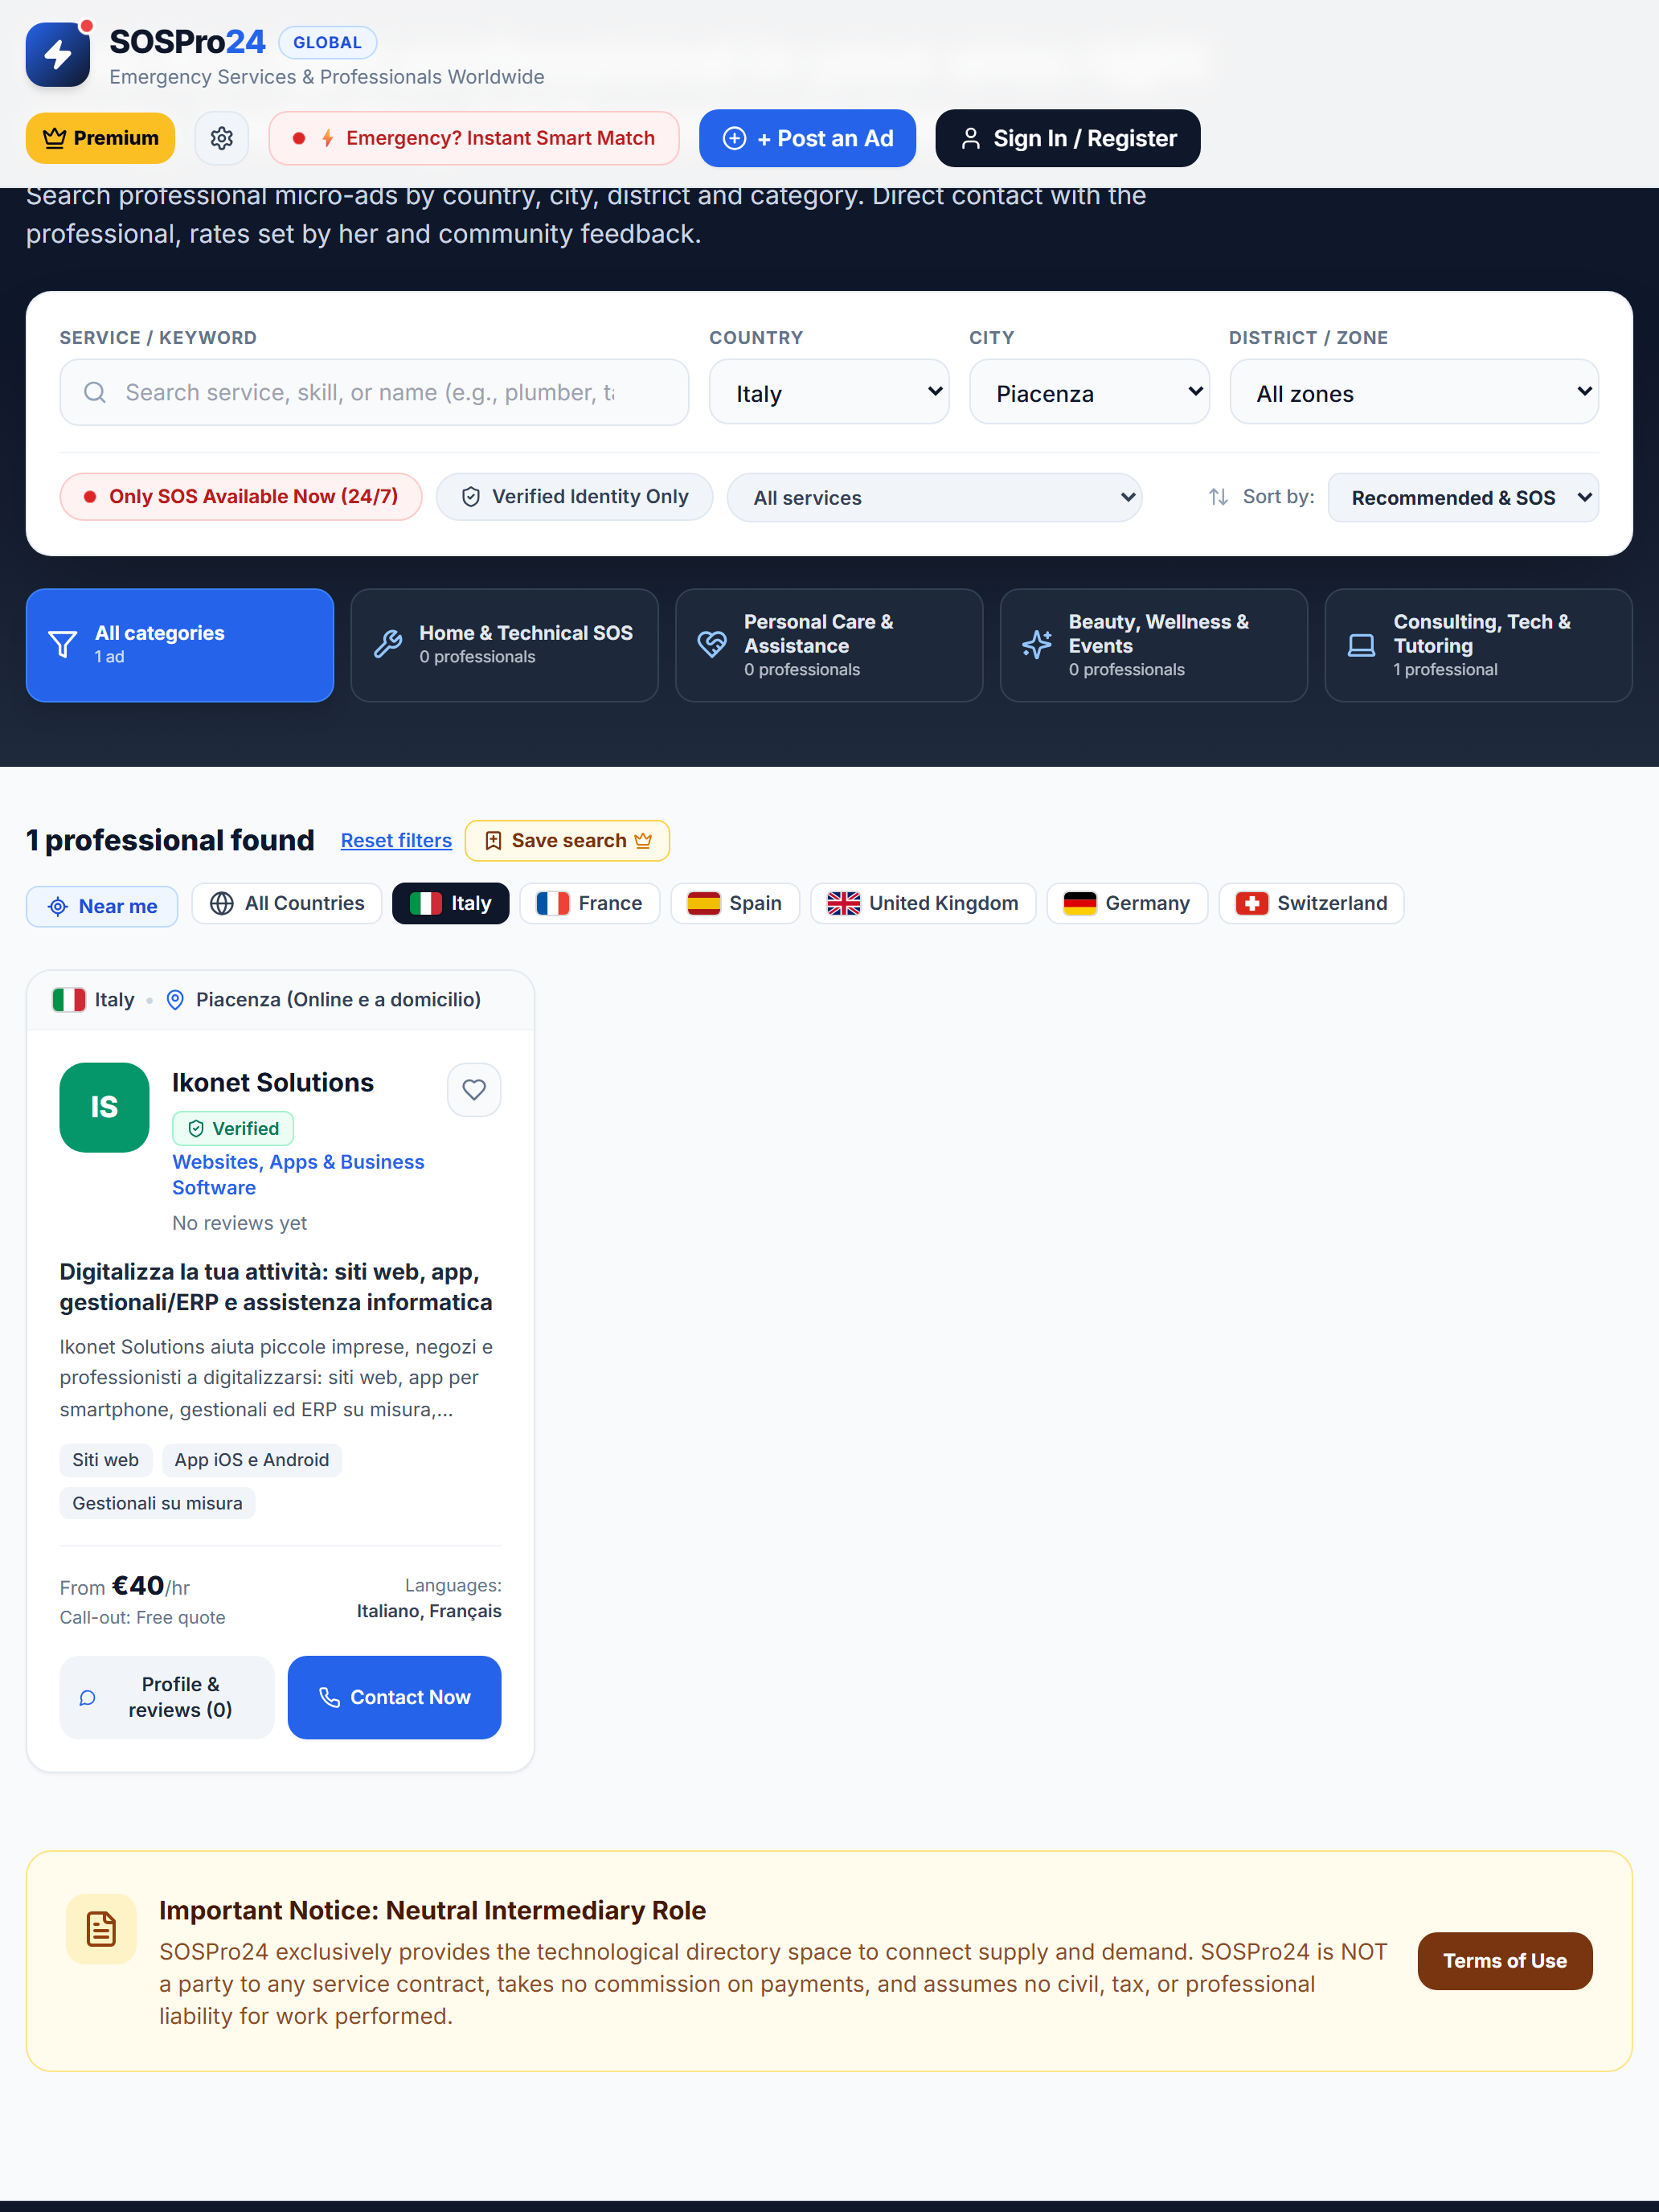 SOSPro24 GLOBAL
Emergency Services & Professionals Worldwide
Premium
Emergency? Instant Smart Match
+ Post an Ad
Sign In / Register
Search professional micro-ads by country, city, district and category. Direct contact with the
professional, rates set by her and community feedback.
SERVICE / KEYWORD
COUNTRY
CITY
DISTRICT / ZONE
Search service, skill, or name (e.g., plumber, ta
Italy
Piacenza
All zones
Only SOS Available Now (24/7)
Verified Identity Only
All services
Sort by:
Recommended & SOS
All categories
1 ad
Home & Technical SOS
0 professionals
Personal Care &
Assistance
0 professionals
Beauty, Wellness &
Events
0 professionals
Consulting, Tech &
Tutoring
1 professional
1 professional found
Reset filters
Save search
Near me
All Countries
Italy
France
Spain
United Kingdom
Germany
Switzerland
Italy • Piacenza (Online e a domicilio)
IS
Ikonet Solutions
Verified
Websites, Apps & Business
Software
No reviews yet
Digitalizza la tua attività: siti web, app,
gestionali/ERP e assistenza informatica
Ikonet Solutions aiuta piccole imprese, negozi e
professionisti a digitalizzarsi: siti web, app per
smartphone, gestionali ed ERP su misura,...
Siti web
App iOS e Android
Gestionali su misura
From €40/hr
Call-out: Free quote
Languages:
Italiano, Français
Profile &
reviews (0)
Contact Now
Important Notice: Neutral Intermediary Role
SOSPro24 exclusively provides the technological directory space to connect supply and demand. SOSPro24 is NOT
a party to any service contract, takes no commission on payments, and assumes no civil, tax, or professional
liability for work performed.
Terms of Use